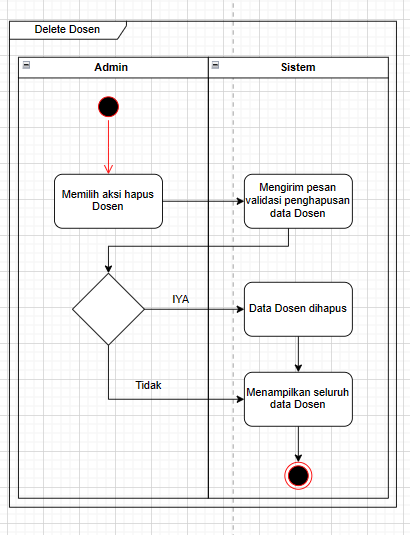 Delete Dosen
Admin
Sistem
Memilih aksi hapus
Dosen
Mengirim pesan
validasi penghapusan
data Dosen
IYA
Data Dosen dihapus
Tidak
Menampilkan seluruh
data Dosen